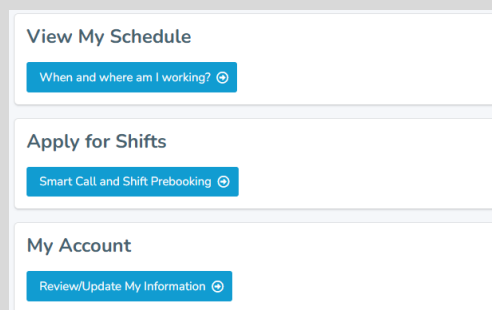 View My Schedule
When and where am I working?
Apply for Shifts
Smart Call and Shift Prebooking
My Account
Review/Update My Information